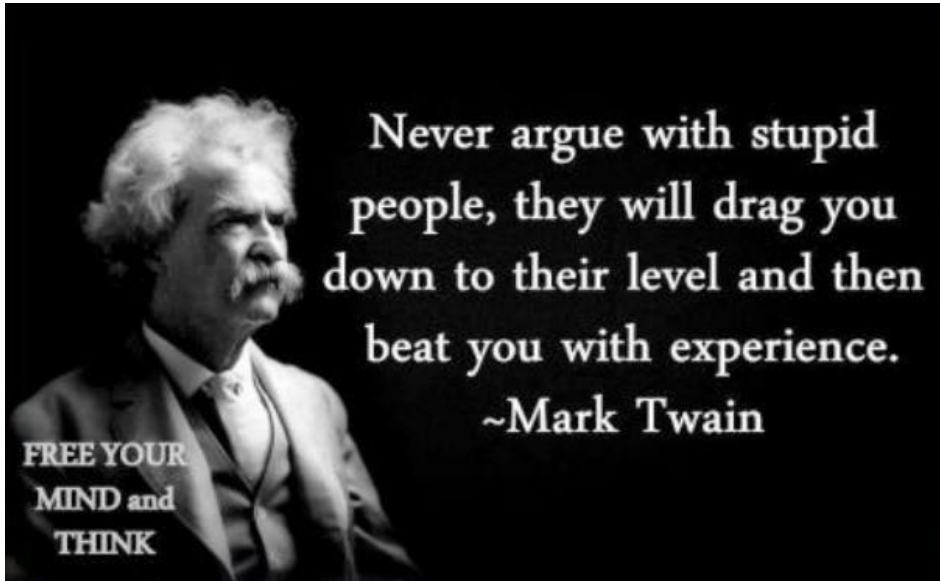 Never argue with stupid
people, they will drag you
down to their level and then
beat you with experience.
~Mark Twain
FREE YOUR
MIND and
THINK